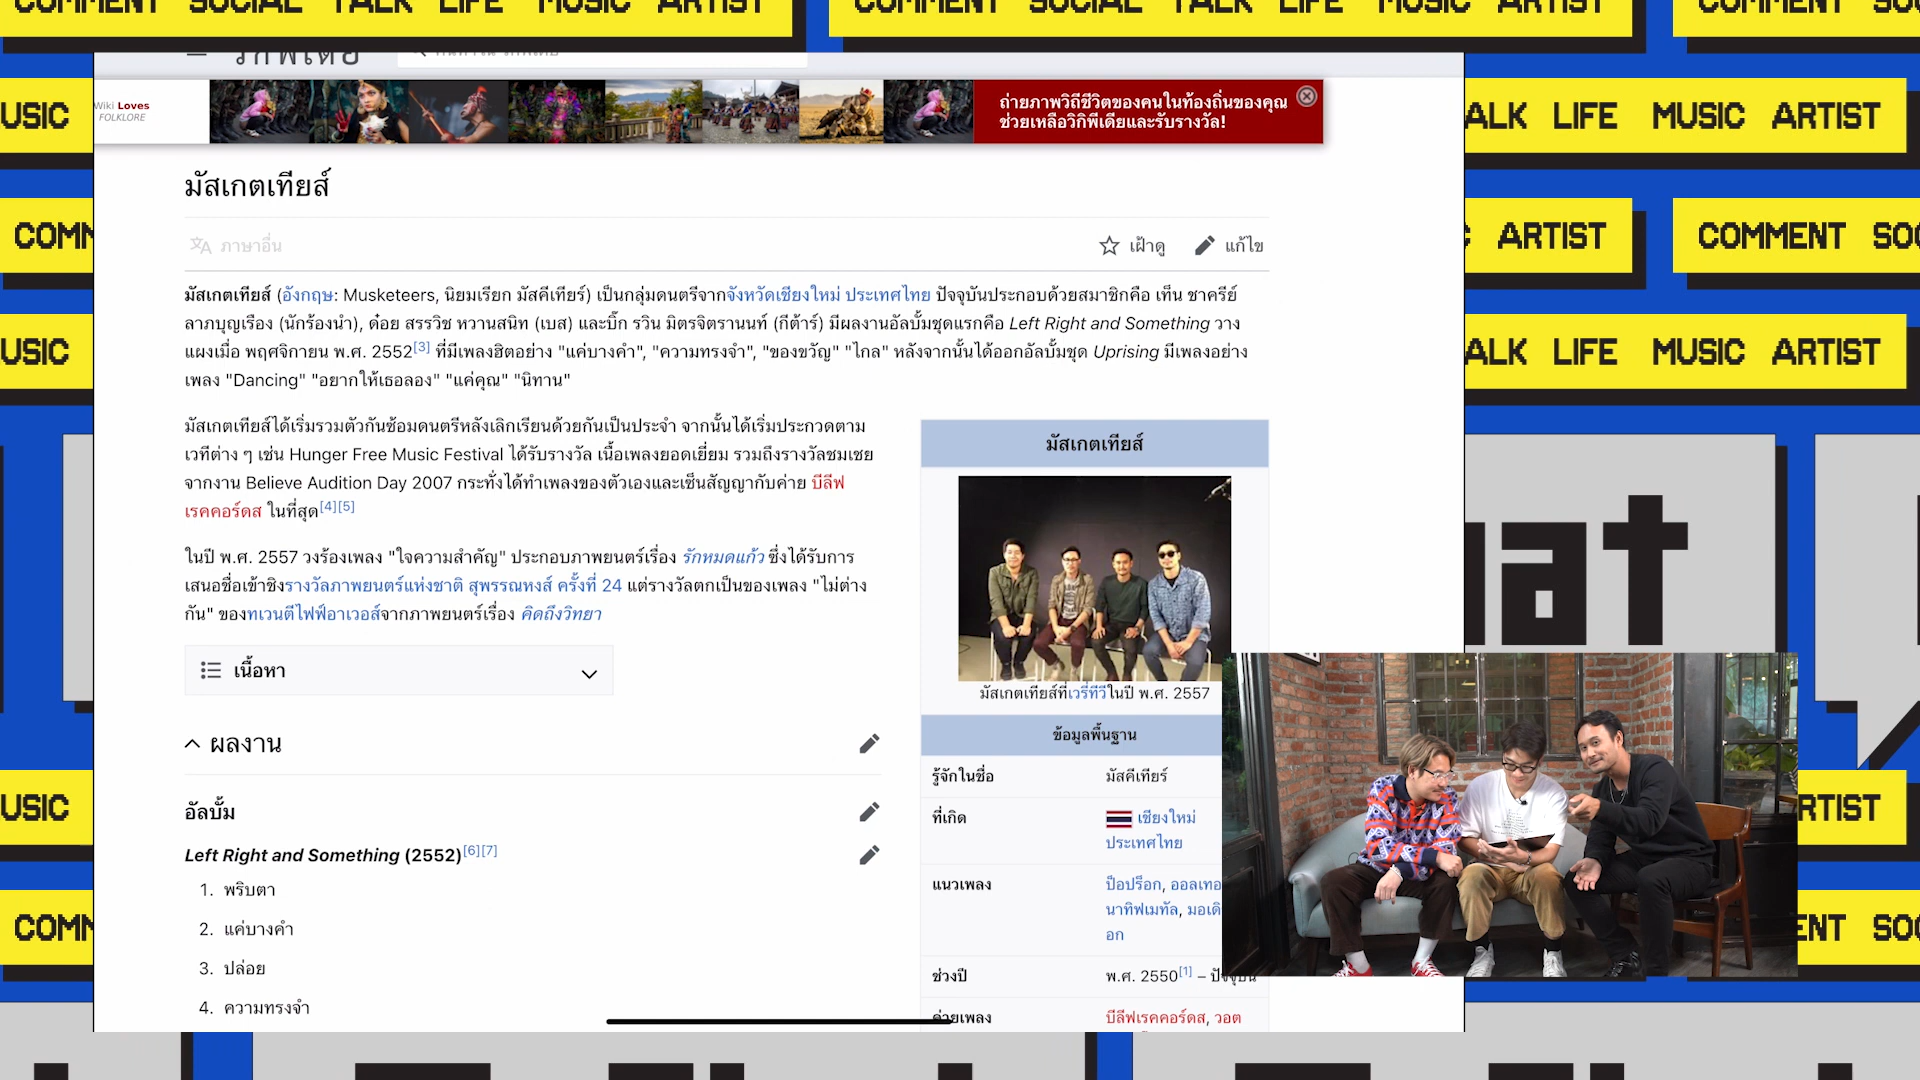 COMMENT SOCIAL TALK LIFE MUSIC ARTIST
COMMENT SOCIAL TALK LIFE MUSIC ARTIST
วิกิพีเดีย
Wiki Loves
FOLKLORE
ถ่ายภาพวิถีชีวิตของคนในท้องถิ่นของคุณ
ช่วยเหลือวิกิพีเดียและรับรางวัล!
USIC
ALK LIFE MUSIC ARTIST
มัสเกตเทียส์
COMM
ARTIST
COMMENT SOC
ภาษาอื่น
เฝ้าดู
แก้ไข
มัสเกตเทียส์ (อังกฤษ: Musketeers, นิยมเรียก มัสคีเทียร์) เป็นกลุ่มดนตรีจากจังหวัดเชียงใหม่ ประเทศไทย ปัจจุบันประกอบด้วยสมาชิกคือ เท็น ชาครีย์
ลาภบุญเรือง (นักร้องนำ), ด๋อย สรรวิช หวานสนิท (เบส) และบิ๊ก รวิน มิตรจิตรานนท์ (กีต้าร์) มีผลงานอัลบั้มชุดแรกคือ Left Right and Something วาง
แผงเมื่อ พฤศจิกายน พ.ศ. 2552[3] ที่มีเพลงฮิตอย่าง "แค่บางคำ", "ความทรงจำ", "ของขวัญ" "ไกล" หลังจากนั้นได้ออกอัลบั้มชุด Uprising มีเพลงอย่าง
เพลง "Dancing" "อยากให้เธอลอง" "แค่คุณ" "นิทาน"
USIC
ALK LIFE MUSIC ARTIST
มัสเกตเทียส์ได้เริ่มรวมตัวกันซ้อมดนตรีหลังเลิกเรียนด้วยกันเป็นประจำ จากนั้นได้เริ่มประกวดตาม
เวทีต่าง ๆ เช่น Hunger Free Music Festival ได้รับรางวัล เนื้อเพลงยอดเยี่ยม รวมถึงรางวัลชมเชย
จากงาน Believe Audition Day 2007 กระทั่งได้ทำเพลงของตัวเองและเซ็นสัญญากับค่าย บีลีฟ
เรคคอร์ดส ในที่สุด[4][5]
ในปี พ.ศ. 2557 วงร้องเพลง "ใจความสำคัญ" ประกอบภาพยนตร์เรื่อง รักหมดแก้ว ซึ่งได้รับการ
เสนอชื่อเข้าชิงรางวัลภาพยนตร์แห่งชาติ สุพรรณหงส์ ครั้งที่ 24 แต่รางวัลตกเป็นของเพลง "ไม่ต่าง
กัน" ของทเวนตีไฟฟ์อาเวอส์จากภาพยนตร์เรื่อง คิดถึงวิทยา
เนื้อหา
ผลงาน
อัลบั้ม
Left Right and Something (2552)[6][7]
1. พริบตา
2. แค่บางคำ
3. ปล่อย
4. ความทรงจำ
มัสเกตเทียส์
มัสเกตเทียส์ที่เวรี่ทีวีในปี พ.ศ. 2557
ข้อมูลพื้นฐาน
รู้จักในชื่อ มัสคีเทียร์
ที่เกิด เชียงใหม่
ประเทศไทย
แนวเพลง ป็อปร็อก, ออลเทอ
นาทิฟเมทัล, มอเดิ
อก
ช่วงปี พ.ศ. 2550[1] – ปัจจุบัน
ค่ายเพลง บีลีฟเรคคอร์ดส, วอต
at
USIC
RTIST
COMM
ENT SOC